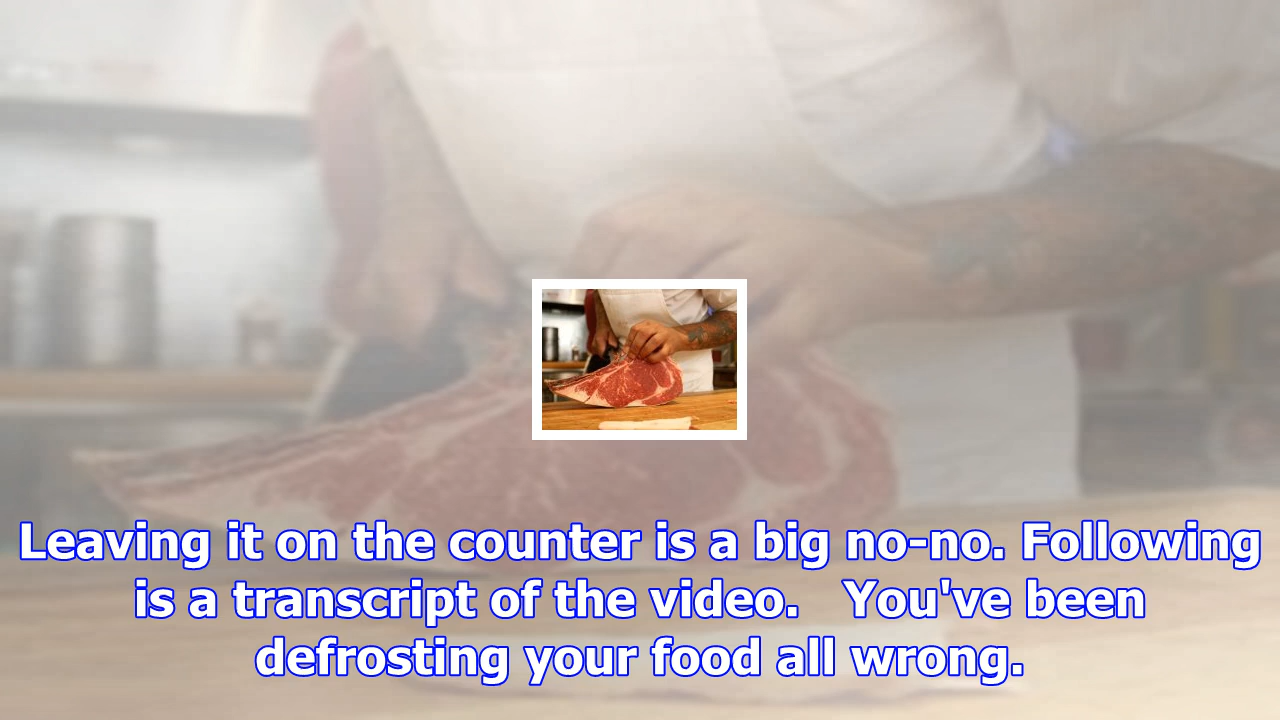 Leaving it on the counter is a big no-no. Following
is a transcript of the video.   You've been
defrosting your food all wrong.